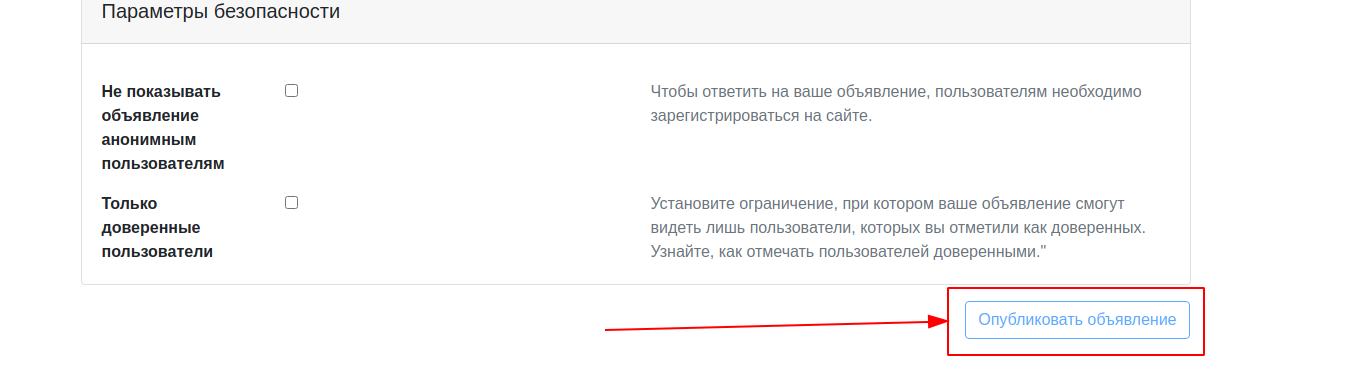 Параметры безопасности
Не показывать
объявление
анонимным
пользователям
Чтобы ответить на ваше объявление, пользователям необходимо
зарегистрироваться на сайте.
Только
доверенные
пользователи
Установите ограничение, при котором ваше объявление смогут
видеть лишь пользователи, которых вы отметили как доверенных.
Узнайте, как отмечать пользователей доверенными."
Опубликовать объявление